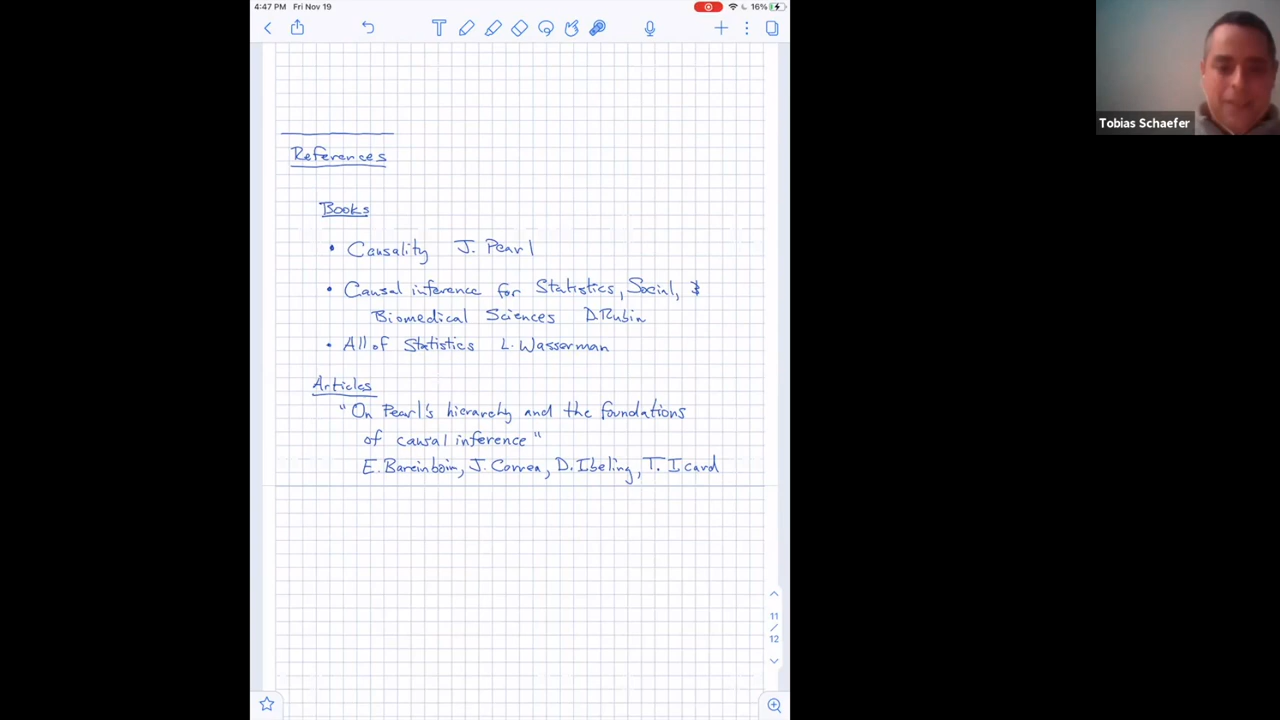 4:47 PM Fri Nov 19
16%
Tobias Schaefer
References
Books
• Causality J. Pearl
• Causal inference for Statistics, Social, &
Biomedical Sciences D.Rubin
• All of Statistics L. Wasserman
Articles
"On Pearl's hierarchy and the foundations
of causal inference"
E. Bareinboim, J. Correa, D. Ibeling, T. Icard
11
/
12